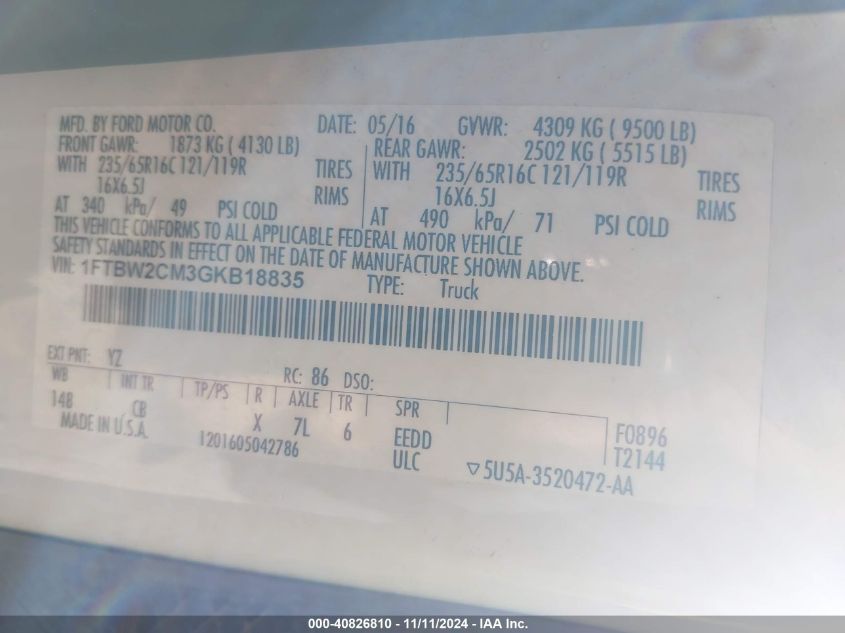 MFD. BY FORD MOTOR CO. DATE: 05/16 GVWR: 4309 KG ( 9500 LB)
FRONT GAWR: 1873 KG ( 4130 LB) REAR GAWR: 2502 KG ( 5515 LB)
WITH 235/65R16C 121/119R TIRES WITH 235/65R16C 121/119R TIRES
16X6.5J RIMS 16X6.5J RIMS
AT 340 kPa/ 49 PSI COLD AT 490 kPa/ 71 PSI COLD
THIS VEHICLE CONFORMS TO ALL APPLICABLE FEDERAL MOTOR VEHICLE
SAFETY STANDARDS IN EFFECT ON THE DATE OF MANUFACTURE SHOWN ABOVE.
VIN: 1FTBW2CM3GKB18835 TYPE: Truck
EXT PNT: YZ RC: 86 DSO:
WB INT TR TP/PS R AXLE TR SPR
148 CB X 7L 6 EEDD F0896
MADE IN U.S.A. 1201605042786 ULC T2144
▽5U5A-3520472-AA
000-40826810 - 11/11/2024 - IAA Inc.